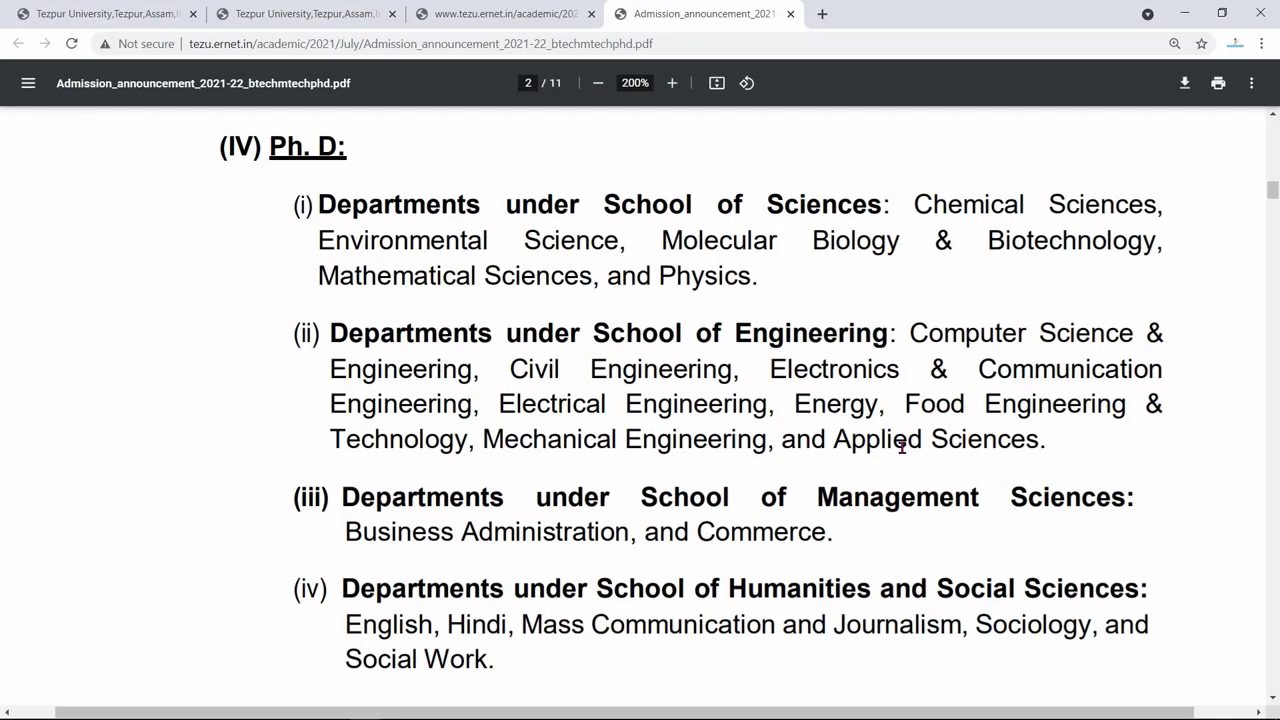 Tezpur University,Tezpur,Assam,I
Tezpur University,Tezpur,Assam,I
www.tezu.ernet.in/academic/202
Admission_announcement_2021
Not secure
tezu.ernet.in/academic/2021/July/Admission_announcement_2021-22_btechmtechphd.pdf
Admission_announcement_2021-22_btechmtechphd.pdf
2 / 11
200%
(IV) Ph. D:
(i) Departments under School of Sciences: Chemical Sciences,
Environmental Science, Molecular Biology & Biotechnology,
Mathematical Sciences, and Physics.
(ii) Departments under School of Engineering: Computer Science &
Engineering, Civil Engineering, Electronics & Communication
Engineering, Electrical Engineering, Energy, Food Engineering &
Technology, Mechanical Engineering, and Applied Sciences.
(iii) Departments under School of Management Sciences:
Business Administration, and Commerce.
(iv) Departments under School of Humanities and Social Sciences:
English, Hindi, Mass Communication and Journalism, Sociology, and
Social Work.